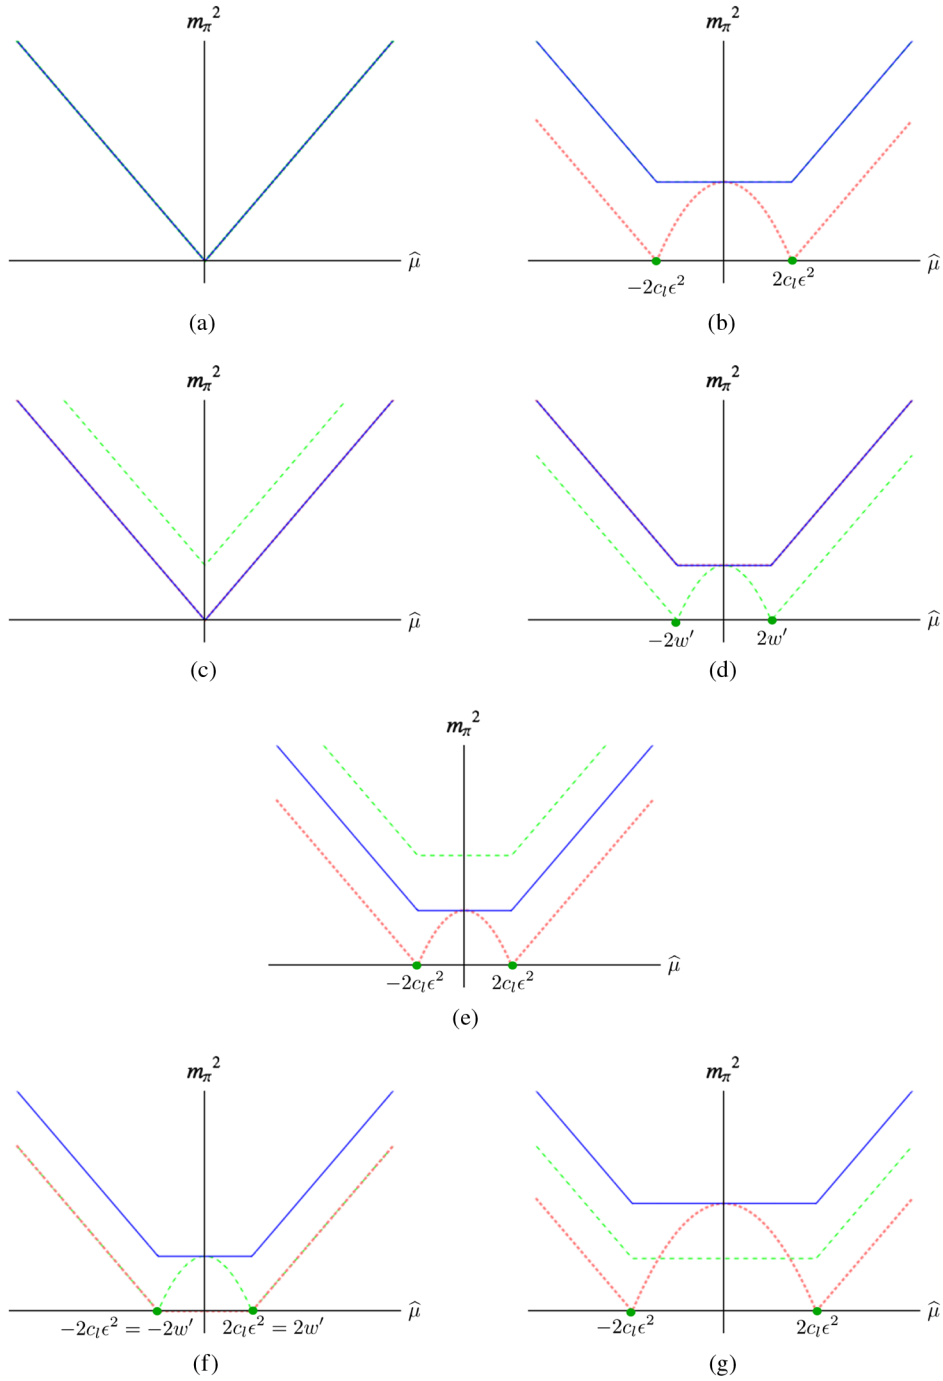 m_π^2
μ̂
(a)
m_π^2
μ̂
−2c_lϵ^2
2c_lϵ^2
(b)
m_π^2
μ̂
(c)
m_π^2
μ̂
−2w′
2w′
(d)
m_π^2
μ̂
−2c_lϵ^2
2c_lϵ^2
(e)
m_π^2
μ̂
−2c_lϵ^2 = −2w′
2c_lϵ^2 = 2w′
(f)
m_π^2
μ̂
−2c_lϵ^2
2c_lϵ^2
(g)